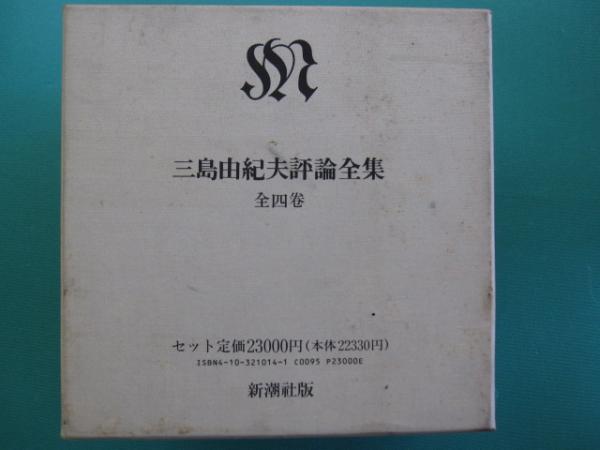 M
三島由紀夫評論全集
全四巻
セット定価23000円(本体22330円)
ISBN4-10-321014-1 C0095 P23000E
新潮社版